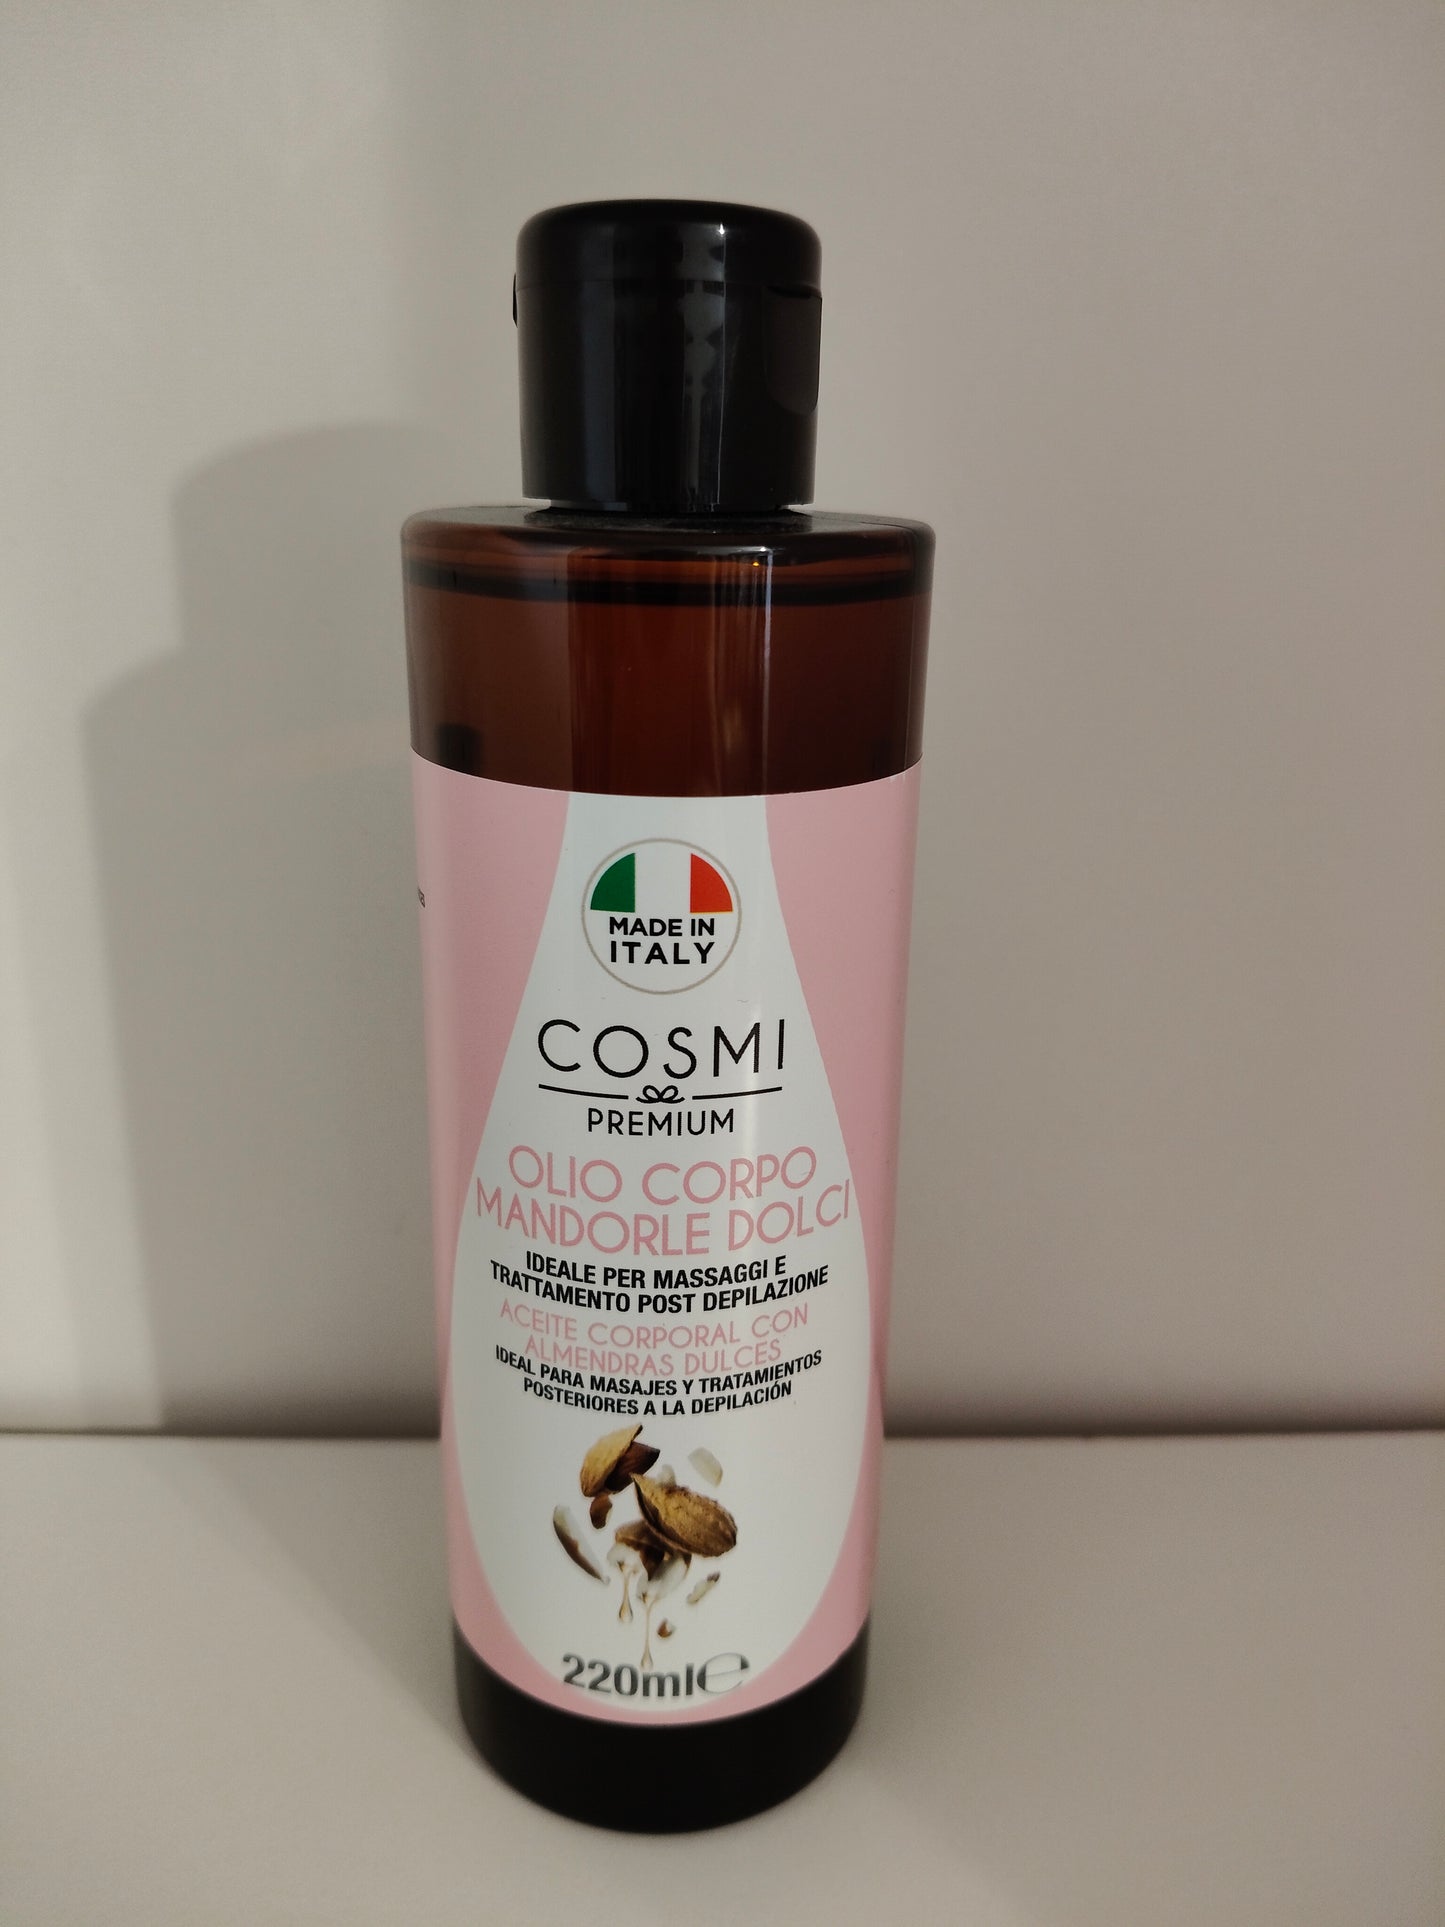 MADE IN
ITALY
COSMI
PREMIUM
OLIO CORPO
MANDORLE DOLCI
IDEALE PER MASSAGGI E
TRATTAMENTO POST DEPILAZIONE
ACEITE CORPORAL CON
ALMENDRAS DULCES
IDEAL PARA MASAJES Y TRATAMIENTOS
POSTERIORES A LA DEPILACIÓN
220ml℮